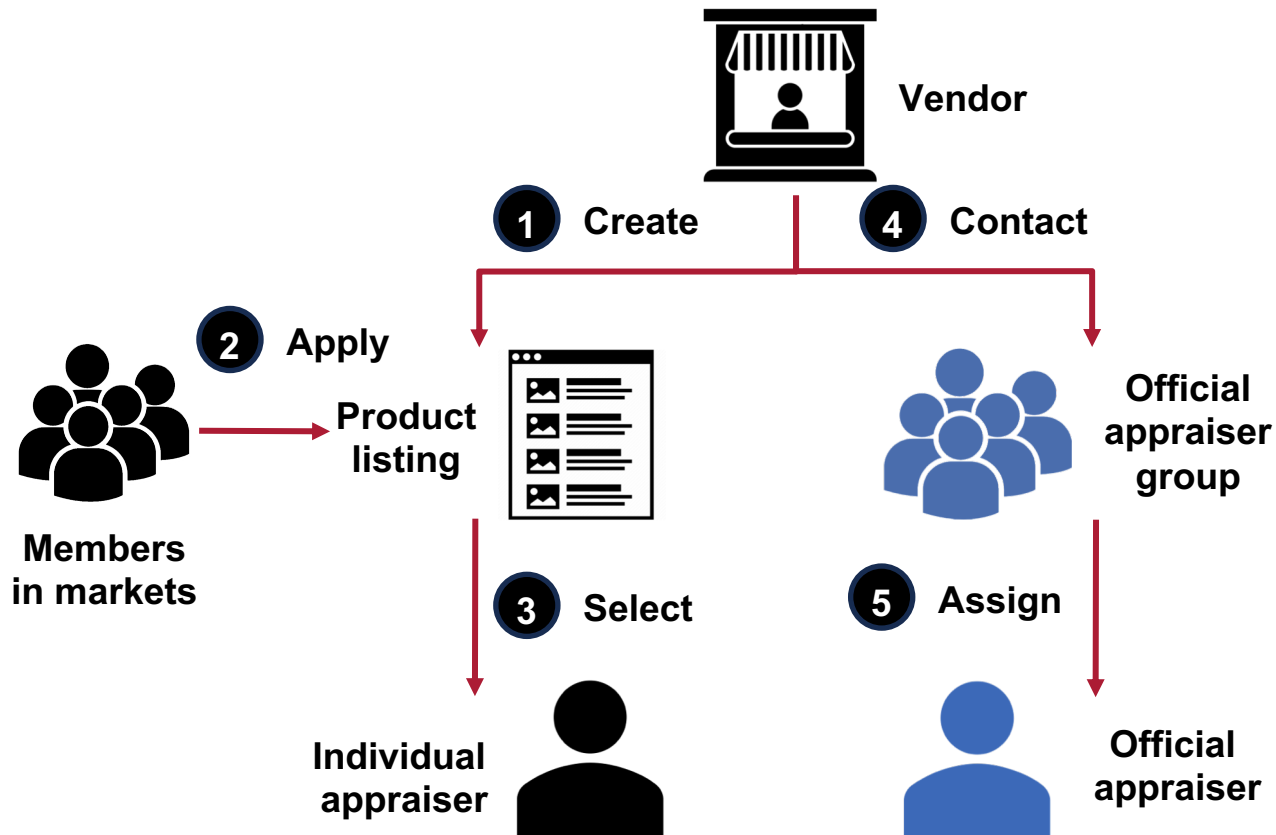 Vendor
1 Create
4 Contact
2 Apply
Product
listing
Official
appraiser
group
Members
in markets
3 Select
5 Assign
Individual
appraiser
Official
appraiser